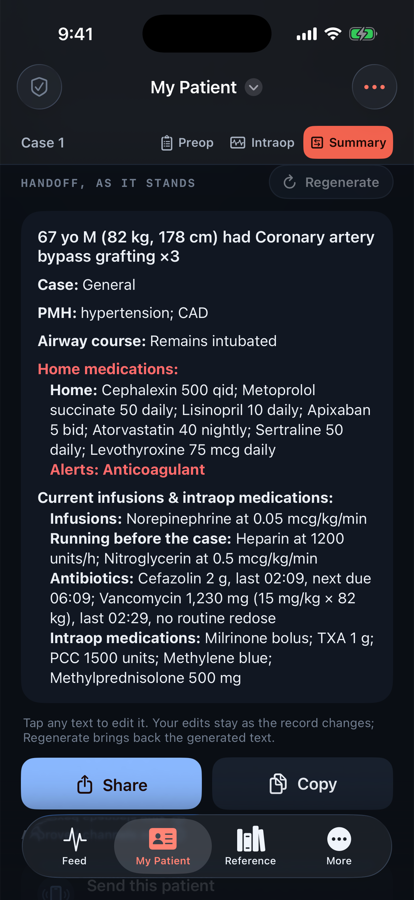 9:41
My Patient
Case 1
Preop
Intraop
Summary
HANDOFF, AS IT STANDS
Regenerate
67 yo M (82 kg, 178 cm) had Coronary artery
bypass grafting ×3
Case: General
PMH: hypertension; CAD
Airway course: Remains intubated
Home medications:
Home: Cephalexin 500 qid; Metoprolol
succinate 50 daily; Lisinopril 10 daily; Apixaban
5 bid; Atorvastatin 40 nightly; Sertraline 50
daily; Levothyroxine 75 mcg daily
Alerts: Anticoagulant
Current infusions & intraop medications:
Infusions: Norepinephrine at 0.05 mcg/kg/min
Running before the case: Heparin at 1200
units/h; Nitroglycerin at 0.5 mcg/kg/min
Antibiotics: Cefazolin 2 g, last 02:09, next due
06:09; Vancomycin 1,230 mg (15 mg/kg × 82
kg), last 02:29, no routine redose
Intraop medications: Milrinone bolus; TXA 1 g;
PCC 1500 units; Methylene blue;
Methylprednisolone 500 mg
Tap any text to edit it. Your edits stay as the record changes;
Regenerate brings back the generated text.
Share
Copy
Feed
My Patient
Reference
More
Send this patient